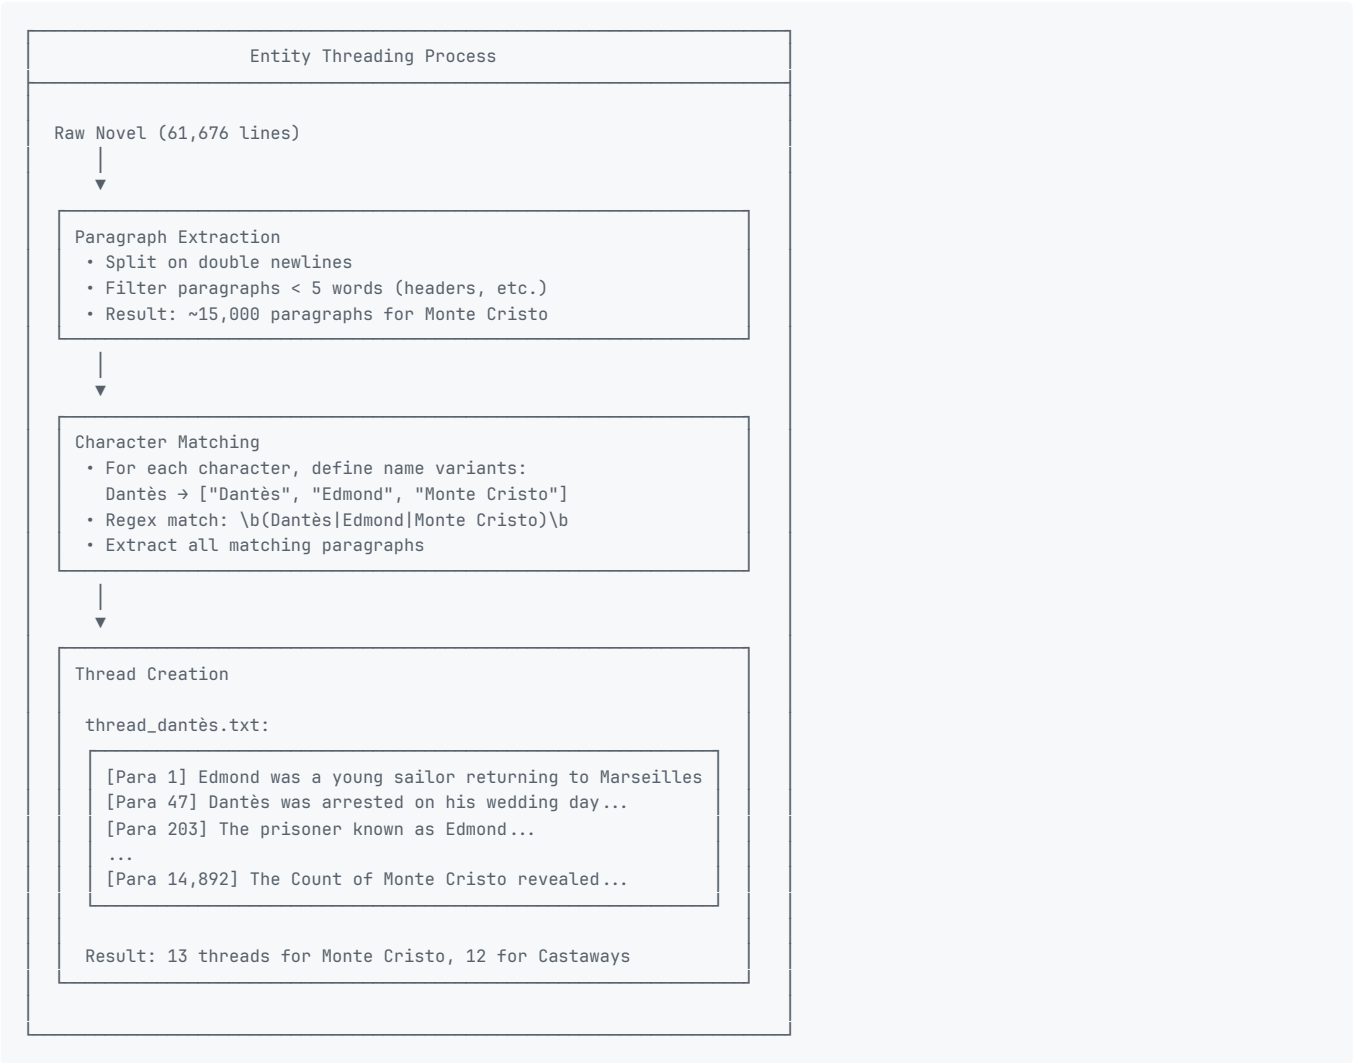 Entity Threading Process
Raw Novel (61,676 lines)
Paragraph Extraction
• Split on double newlines
• Filter paragraphs < 5 words (headers, etc.)
• Result: ~15,000 paragraphs for Monte Cristo
Character Matching
• For each character, define name variants:
Dantès → ["Dantès", "Edmond", "Monte Cristo"]
• Regex match: \b(Dantès|Edmond|Monte Cristo)\b
• Extract all matching paragraphs
Thread Creation
thread_dantès.txt:
[Para 1] Edmond was a young sailor returning to Marseilles
[Para 47] Dantès was arrested on his wedding day...
[Para 203] The prisoner known as Edmond...
...
[Para 14,892] The Count of Monte Cristo revealed...
Result: 13 threads for Monte Cristo, 12 for Castaways